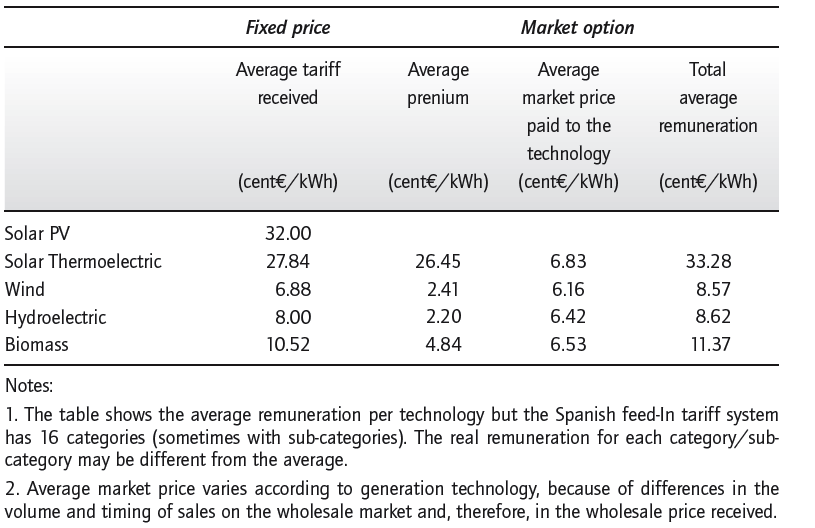 Fixed price Market option
Average tariff Average Average Total
received prenium market price average
paid to the remuneration
technology
(cent€/kWh) (cent€/kWh) (cent€/kWh) (cent€/kWh)
Solar PV 32.00
Solar Thermoelectric 27.84 26.45 6.83 33.28
Wind 6.88 2.41 6.16 8.57
Hydroelectric 8.00 2.20 6.42 8.62
Biomass 10.52 4.84 6.53 11.37
Notes:
1. The table shows the average remuneration per technology but the Spanish feed-In tariff system
has 16 categories (sometimes with sub-categories). The real remuneration for each category/sub-
category may be different from the average.
2. Average market price varies according to generation technology, because of differences in the
volume and timing of sales on the wholesale market and, therefore, in the wholesale price received.